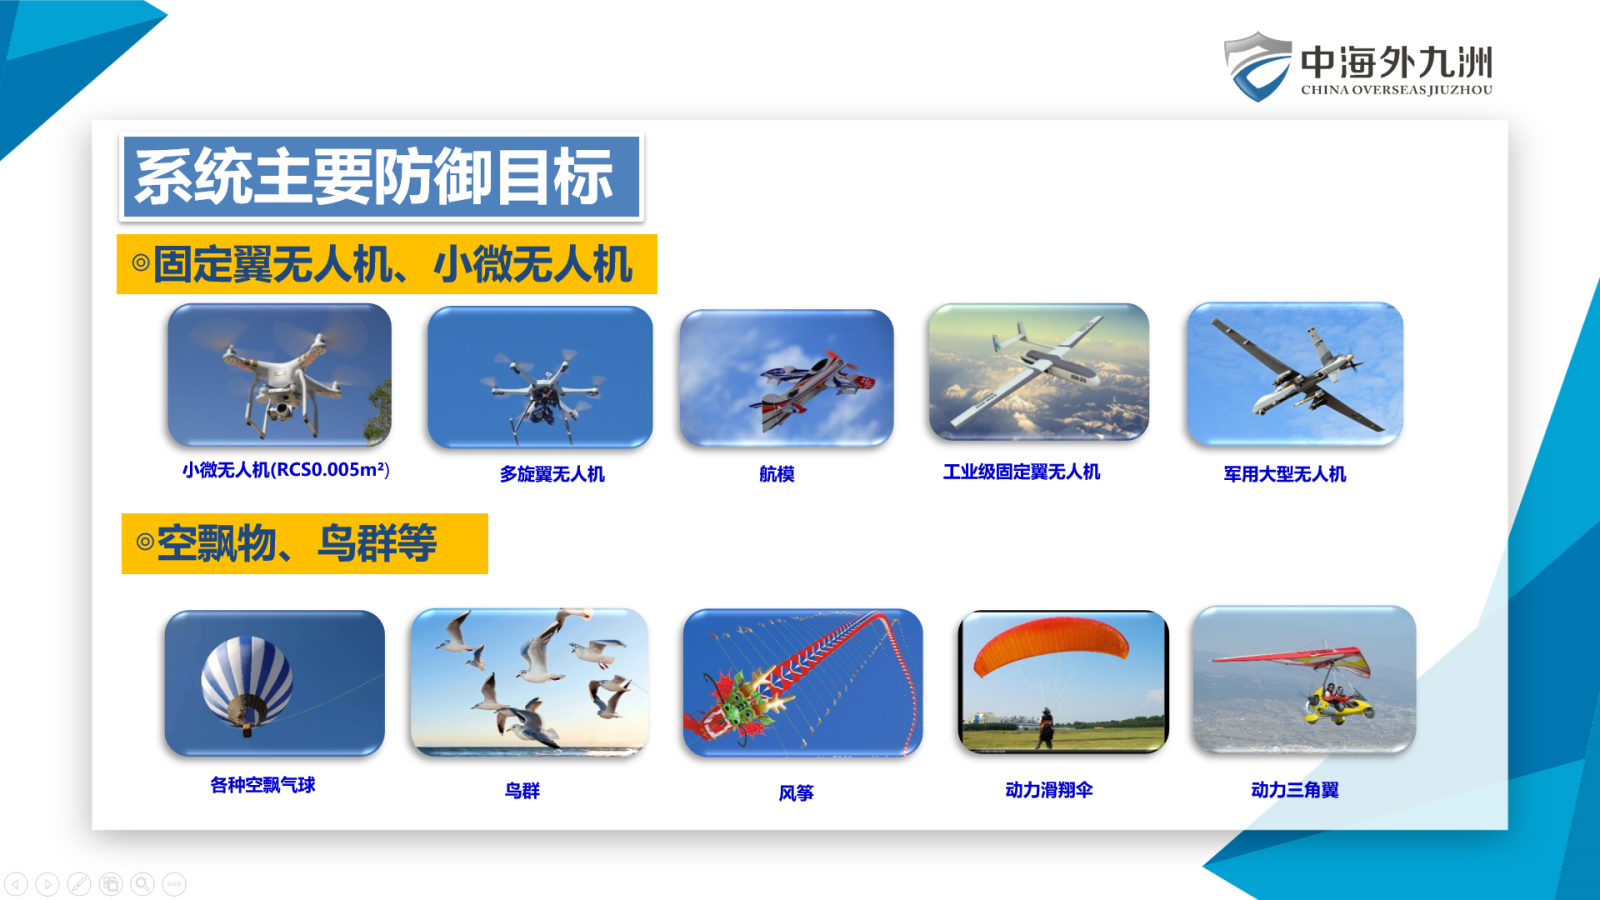 中海外九洲
CHINA OVERSEAS JIUZHOU
系统主要防御目标
◎固定翼无人机、小微无人机
小微无人机(RCS0.005m²)
多旋翼无人机
航模
工业级固定翼无人机
军用大型无人机
◎空飘物、鸟群等
各种空飘气球
鸟群
风筝
动力滑翔伞
动力三角翼